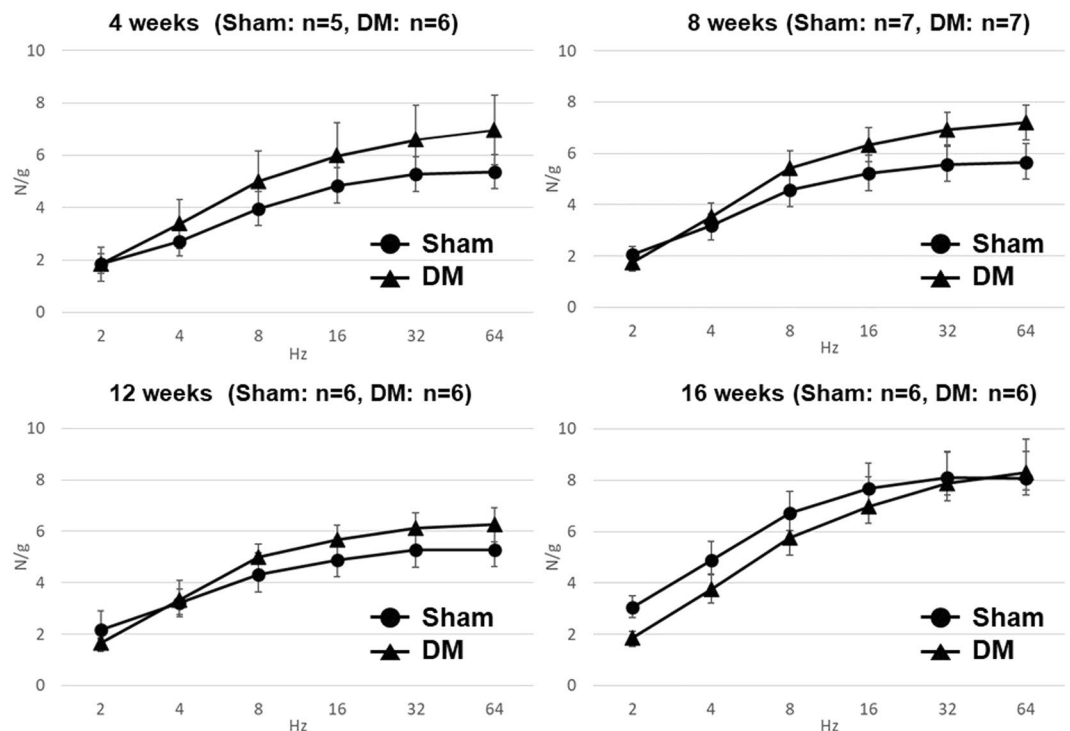 4 weeks (Sham: n=5, DM: n=6)
10
8
6
4
2
0
N/g
Sham
DM
2 4 8 16 32 64
Hz
8 weeks (Sham: n=7, DM: n=7)
10
8
6
4
2
0
N/g
Sham
DM
2 4 8 16 32 64
Hz
12 weeks (Sham: n=6, DM: n=6)
10
8
6
4
2
0
N/g
Sham
DM
2 4 8 16 32 64
Hz
16 weeks (Sham: n=6, DM: n=6)
10
8
6
4
2
0
N/g
Sham
DM
2 4 8 16 32 64
Hz